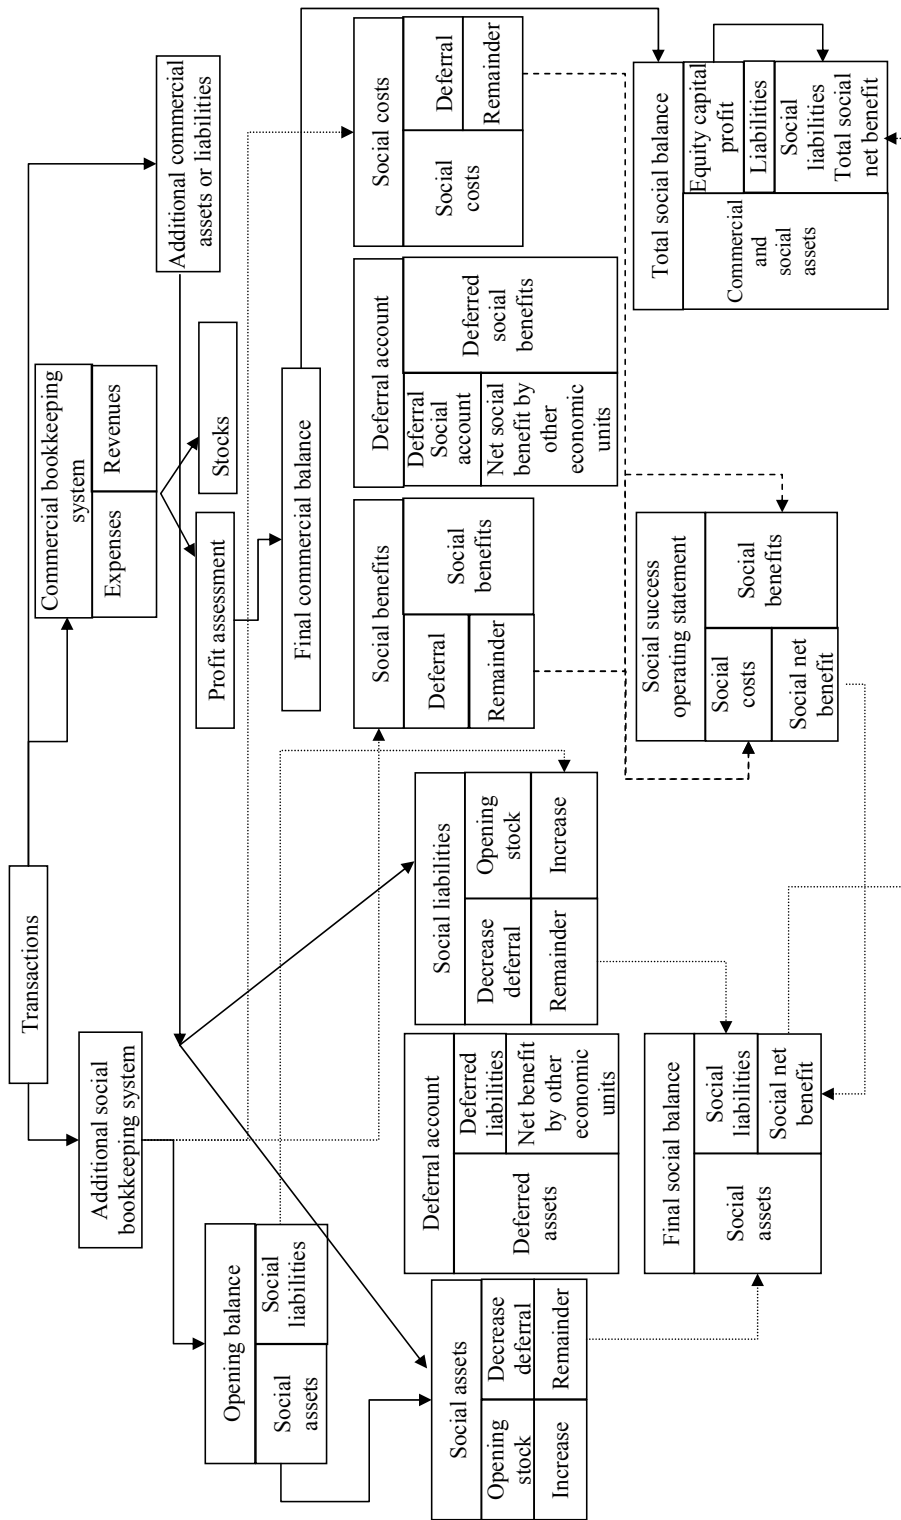 Transactions
Additional social
bookkeeping system
Commercial bookkeeping
system
Expenses
Revenues
Additional commercial
assets or liabilities
Opening balance
Social
assets
Social
liabilities
Profit assessment
Stocks
Final commercial balance
Social assets
Opening
stock
Decrease
deferral
Increase
Remainder
Deferral account
Deferred
assets
Deferred
liabilities
Net benefit
by other
economic
units
Social liabilities
Decrease
deferral
Opening
stock
Remainder
Increase
Social benefits
Deferral
Remainder
Social
benefits
Deferral account
Deferral
Social
account
Net social
benefit by
other
economic
units
Deferred
social
benefits
Social costs
Social
costs
Deferral
Remainder
Final social balance
Social
assets
Social
liabilities
Social net
benefit
Social success
operating statement
Social
costs
Social net
benefit
Social
benefits
Total social balance
Commercial
and
social
assets
Equity capital
profit
Liabilities
Social
liabilities
Total social
net benefit